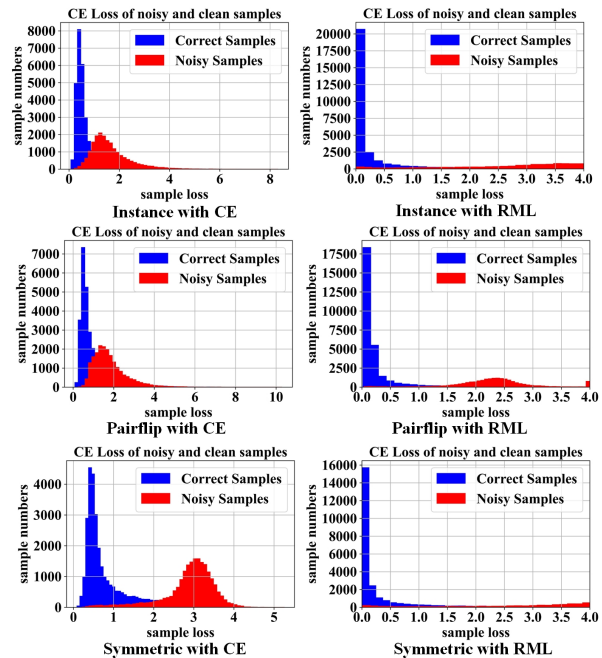 CE Loss of noisy and clean samples
sample numbers
8000
7000
6000
5000
4000
3000
2000
1000
0
Correct Samples
Noisy Samples
0 2 4 6 8
sample loss
Instance with CE
CE Loss of noisy and clean samples
sample numbers
20000
17500
15000
12500
10000
7500
5000
2500
0
Correct Samples
Noisy Samples
0.0 0.5 1.0 1.5 2.0 2.5 3.0 3.5 4.0
sample loss
Instance with RML
CE Loss of noisy and clean samples
sample numbers
7000
6000
5000
4000
3000
2000
1000
0
Correct Samples
Noisy Samples
0 2 4 6 8 10
sample loss
Pairflip with CE
CE Loss of noisy and clean samples
sample numbers
17500
15000
12500
10000
7500
5000
2500
0
Correct Samples
Noisy Samples
0.0 0.5 1.0 1.5 2.0 2.5 3.0 3.5 4.0
sample loss
Pairflip with RML
CE Loss of noisy and clean samples
sample numbers
4000
3000
2000
1000
0
Correct Samples
Noisy Samples
0 1 2 3 4 5
sample loss
Symmetric with CE
CE Loss of noisy and clean samples
sample numbers
16000
14000
12000
10000
8000
6000
4000
2000
0
Correct Samples
Noisy Samples
0.0 0.5 1.0 1.5 2.0 2.5 3.0 3.5 4.0
sample loss
Symmetric with RML